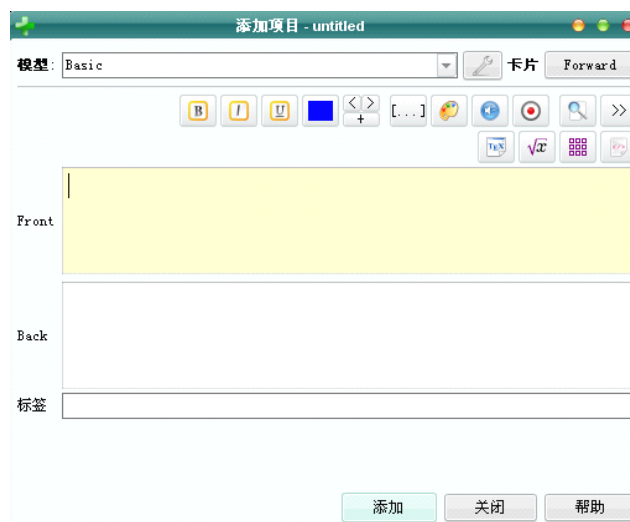 添加项目 - untitled
模型: Basic 卡片 Forward
B I U < > + [...] >>
TEX √x
Front
Back
标签
添加 关闭 帮助